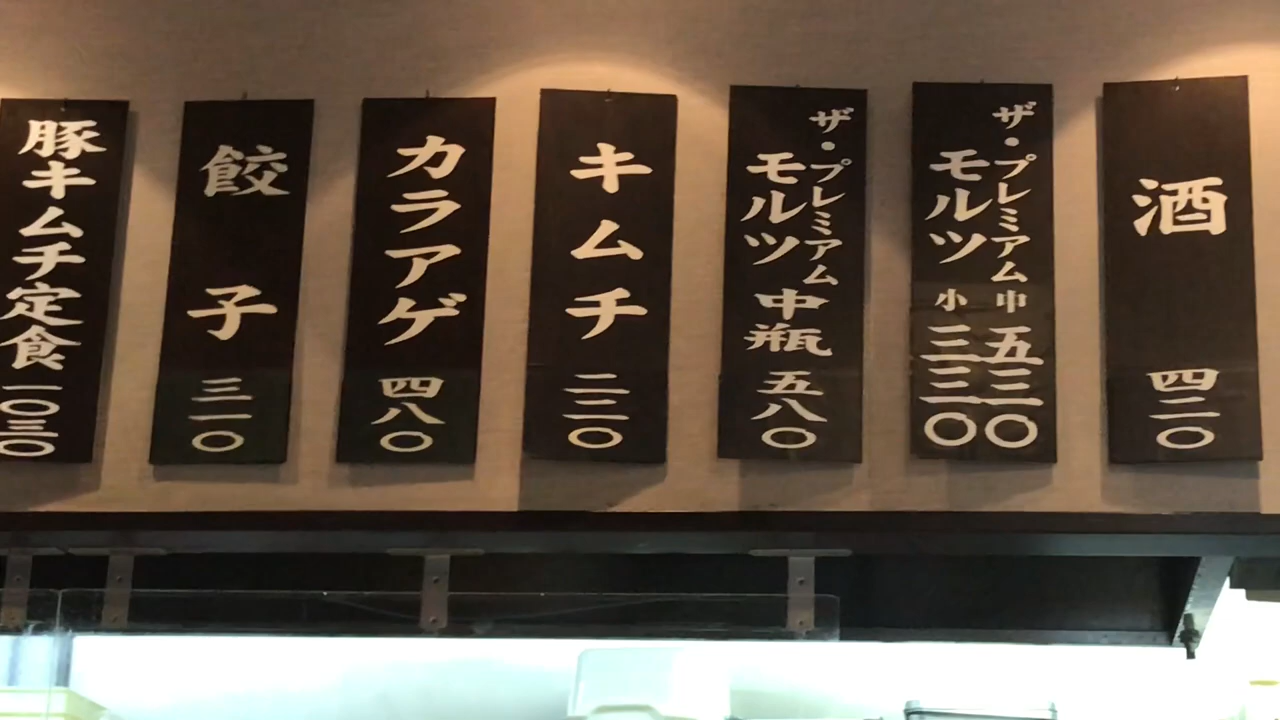 酒
四二〇
ザ・プレミアム
モルツ
中 五三〇
小 三三〇
ザ・プレミアム
モルツ
中瓶
五八〇
キムチ
二二〇
カラアゲ
四八〇
餃子
三一〇
豚キムチ定食
一〇三〇